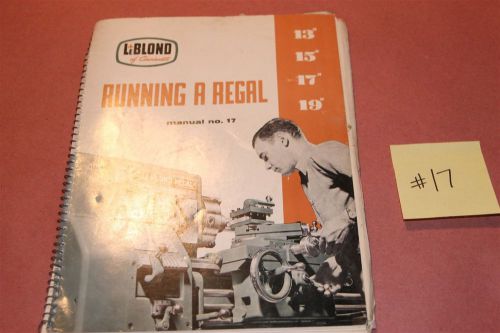 LeBLOND
of Cincinnati
RUNNING A REGAL
manual no. 17
13"
15"
17"
19"
#17